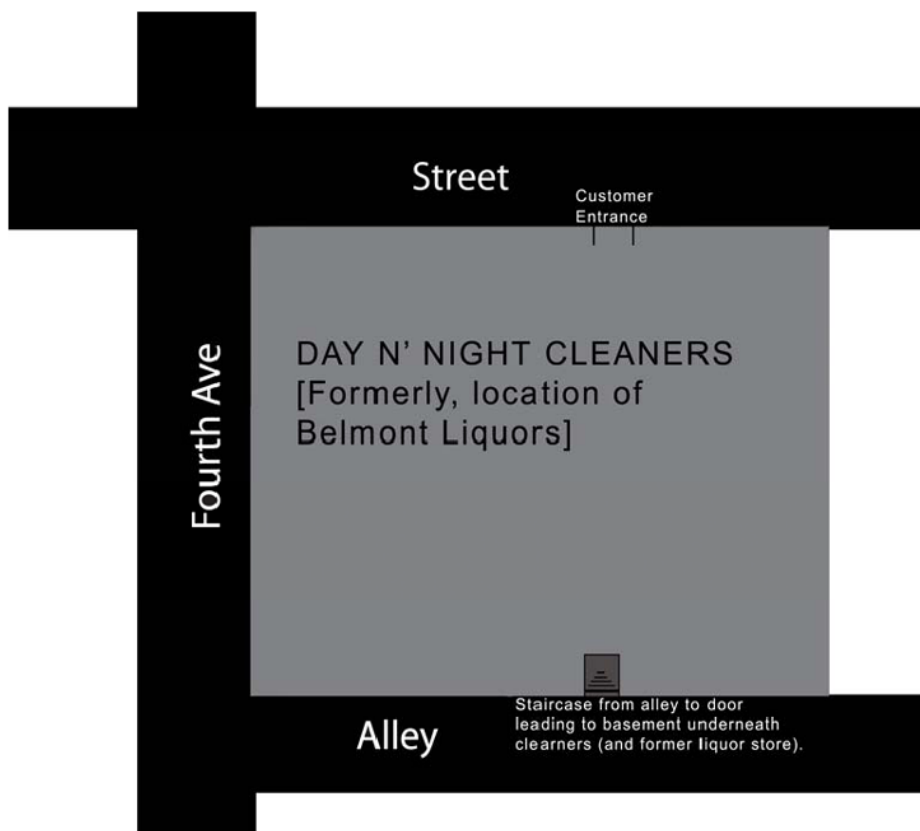 Street
Customer
Entrance
DAY N’ NIGHT CLEANERS
[Formerly, location of
Belmont Liquors]
Fourth Ave
Staircase from alley to door
leading to basement underneath
clearners (and former liquor store).
Alley